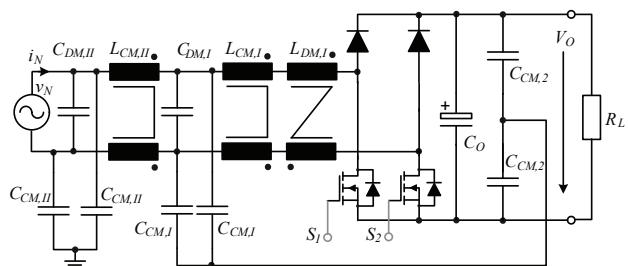 C_DM,II L_CM,II C_DM,I L_CM,I L_DM,I V_O
i_N
v_N
C_CM,2
+
C_O
R_L
C_CM,2
C_CM,II C_CM,II
C_CM,I C_CM,I
S_1 S_2